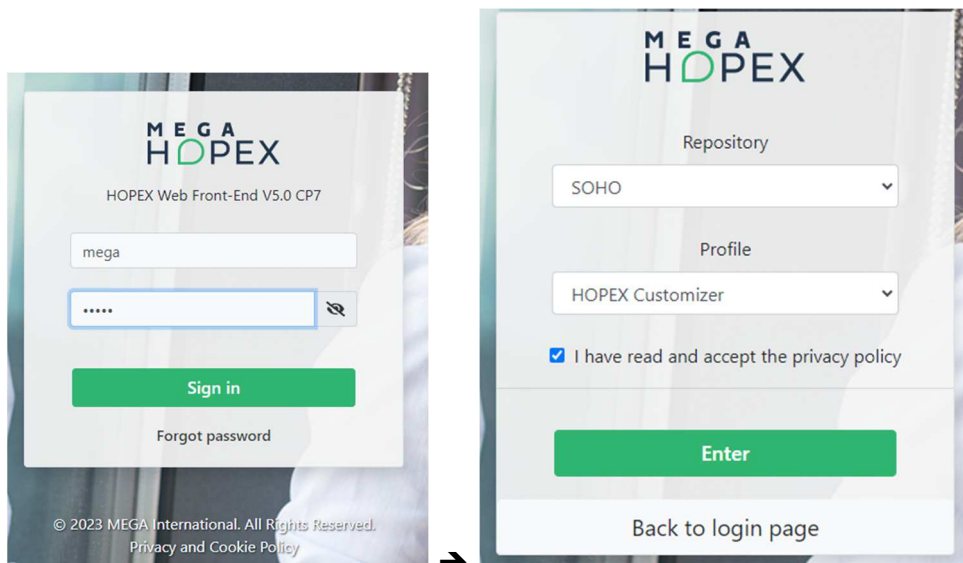 MEGA
HOPEX
HOPEX Web Front-End V5.0 CP7
mega
•••••
Sign in
Forgot password
© 2023 MEGA International. All Rights Reserved.
Privacy and Cookie Policy
➔
MEGA
HOPEX
Repository
SOHO
Profile
HOPEX Customizer
I have read and accept the privacy policy
Enter
Back to login page